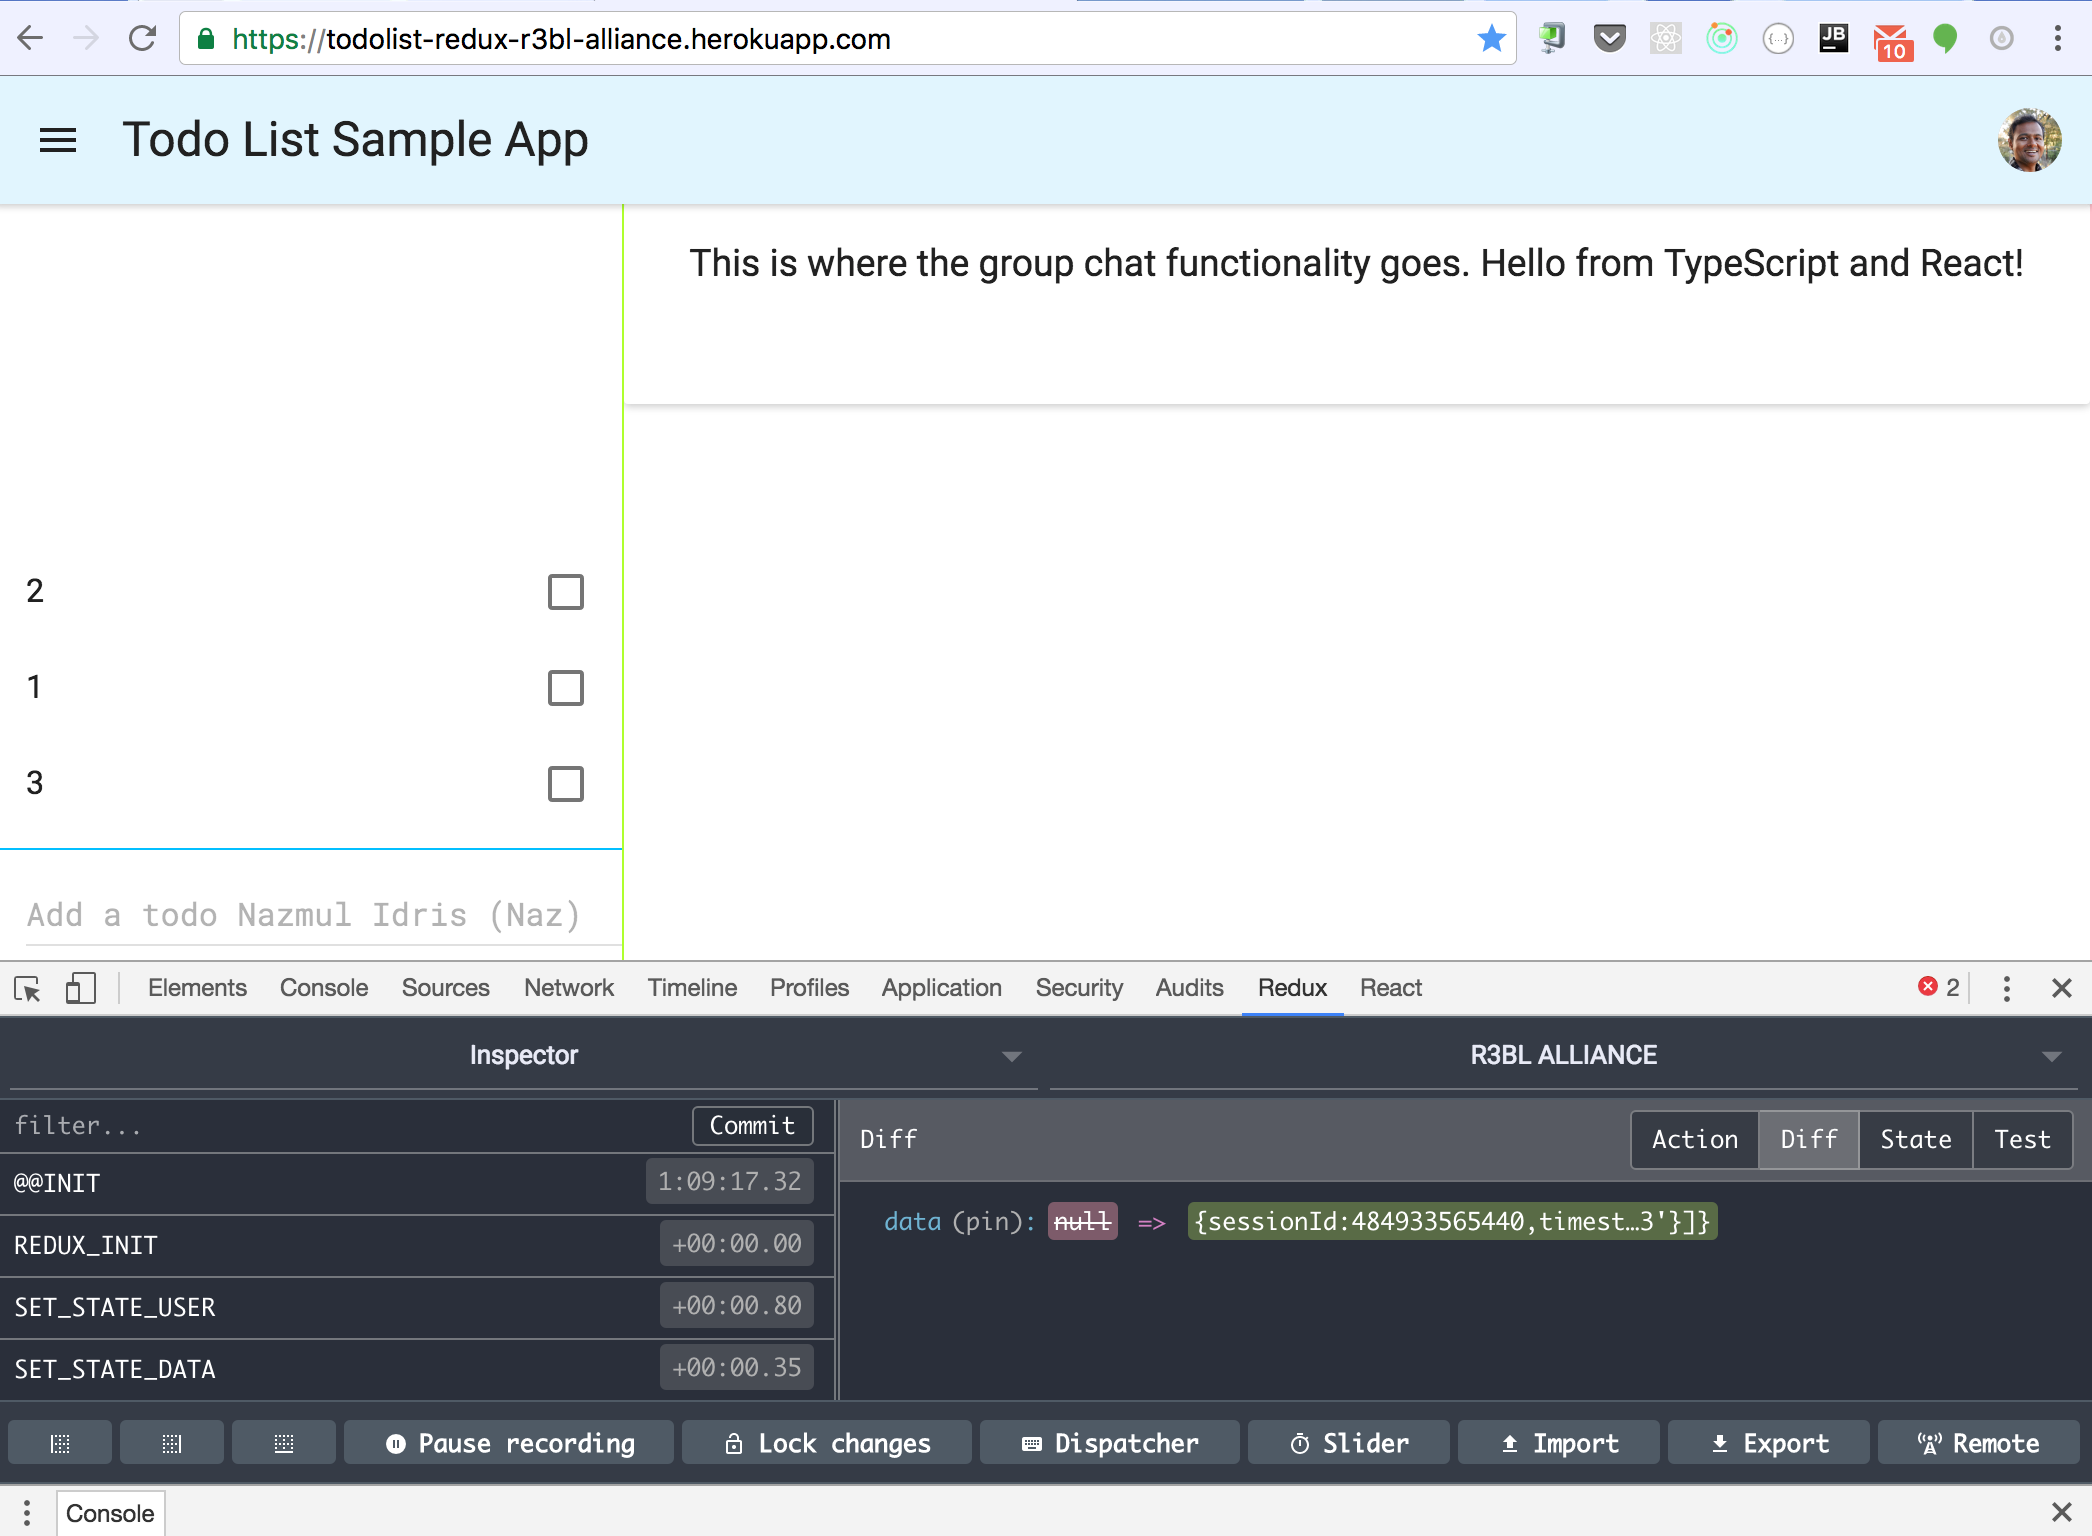 https://todolist-redux-r3bl-alliance.herokuapp.com
{...}
JB
10
Todo List Sample App
This is where the group chat functionality goes. Hello from TypeScript and React!
2
1
3
Add a todo Nazmul Idris (Naz)
Elements Console Sources Network Timeline Profiles Application Security Audits Redux React 2
Inspector R3BL ALLIANCE
filter... Commit
@@INIT 1:09:17.32
REDUX_INIT +00:00.00
SET_STATE_USER +00:00.80
SET_STATE_DATA +00:00.35
Diff Action Diff State Test
data (pin): null => {sessionId:484933565440,timest…3'}]}
Pause recording Lock changes Dispatcher Slider Import Export Remote
Console